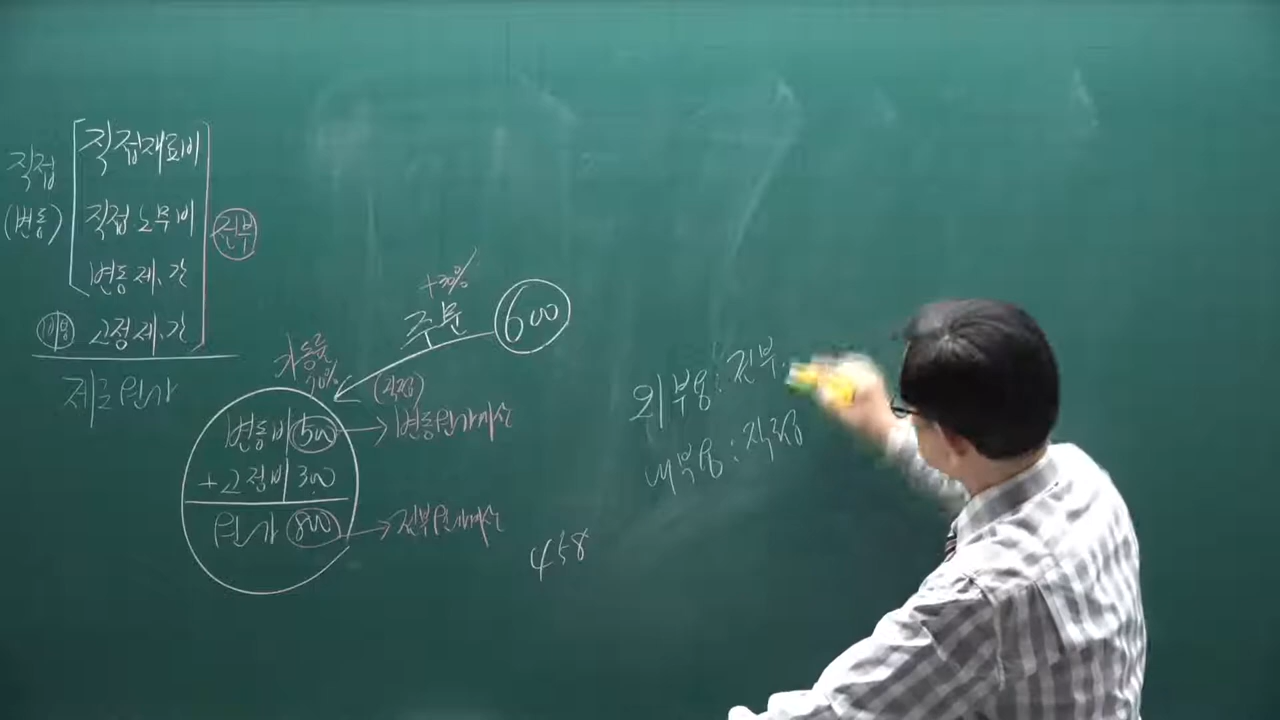 직접
(변동)
직접재료비
직접노무비
변동제.간
고정제.간
전부
제조원가
+30%
주문
600
가동률
70%
(직접)
변동비 500
변동원가계산
+고정비 300
원가 800
전부원가계산
458
외부용: 전부.
내부용: 직접